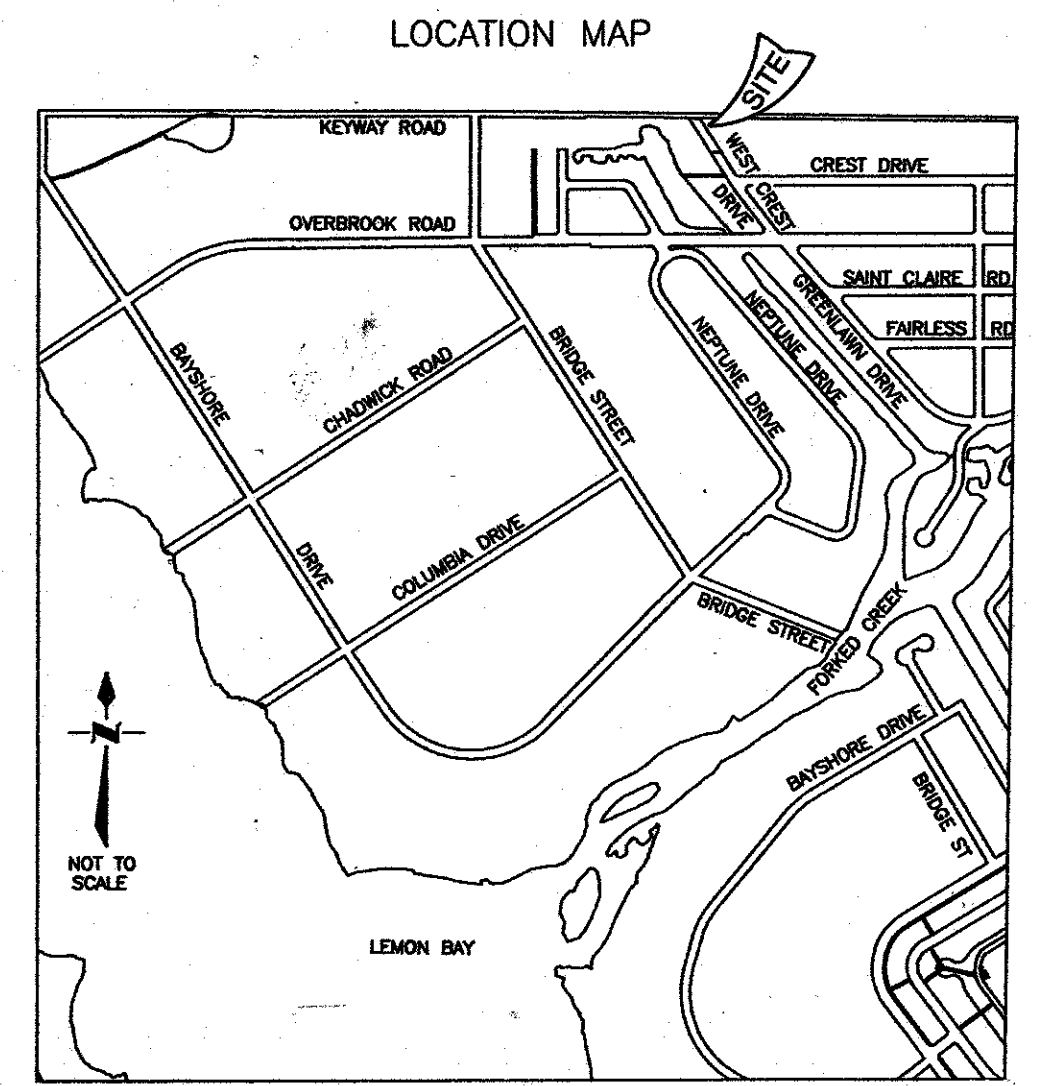 LOCATION MAP
SITE
KEYWAY ROAD
WEST CREST
DRIVE
CREST DRIVE
OVERBROOK ROAD
SAINT CLAIRE RD
GREENLAWN DRIVE
NEPTUNE DRIVE
FAIRLESS RD
NEPTUNE DRIVE
BRIDGE STREET
BAYSHORE
DRIVE
CHADWICK ROAD
COLUMBIA DRIVE
BRIDGE STREET
FORKED CREEK
BAYSHORE DRIVE
BRIDGE ST
N
NOT TO
SCALE
LEMON BAY